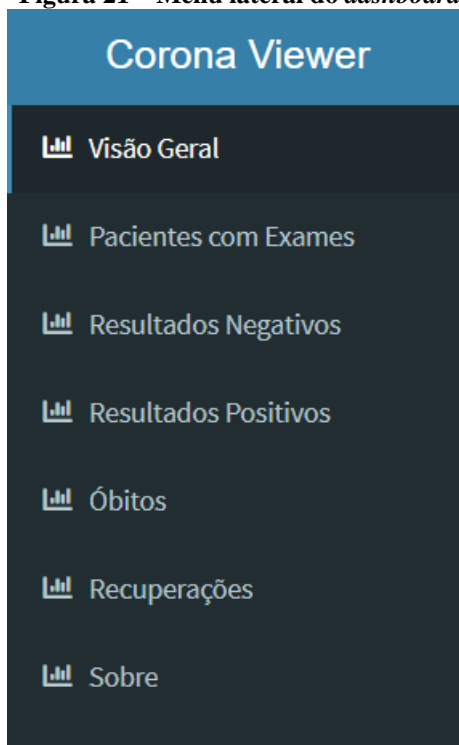 Figura 21 – Menu lateral do dashboard
Corona Viewer
Visão Geral
Pacientes com Exames
Resultados Negativos
Resultados Positivos
Óbitos
Recuperações
Sobre